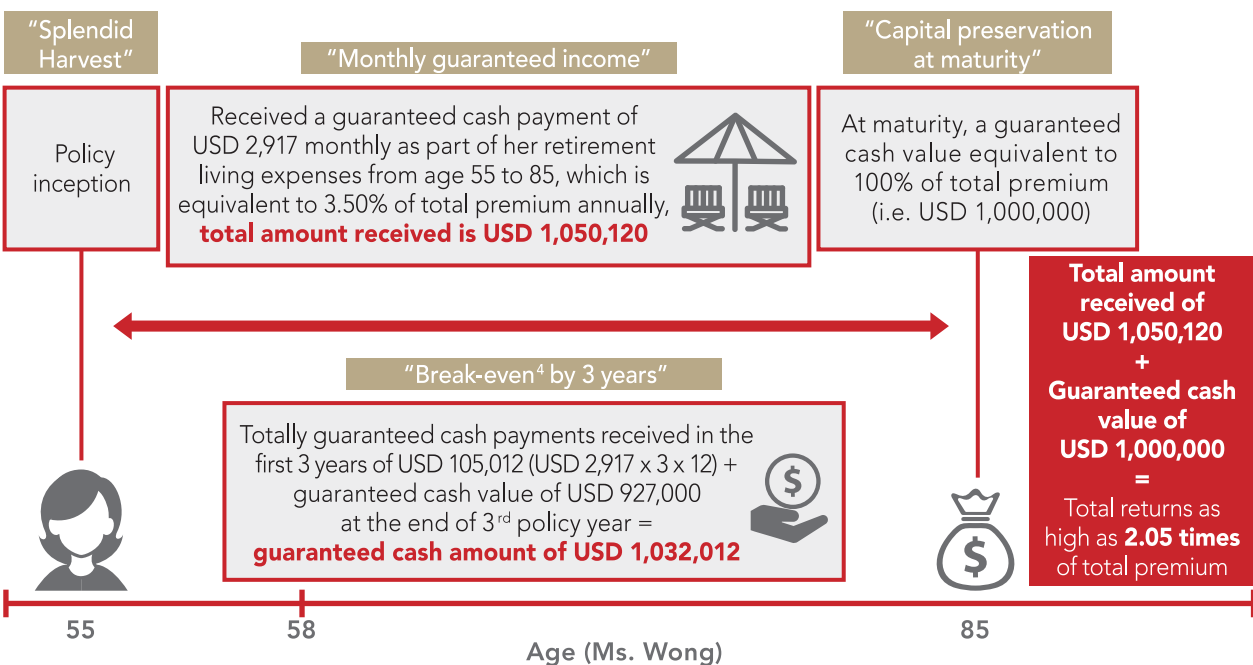 “Splendid
Harvest”
Policy
inception
“Monthly guaranteed income”
Received a guaranteed cash payment of
USD 2,917 monthly as part of her retirement
living expenses from age 55 to 85, which is
equivalent to 3.50% of total premium annually,
total amount received is USD 1,050,120
“Capital preservation
at maturity”
At maturity, a guaranteed
cash value equivalent to
100% of total premium
(i.e. USD 1,000,000)
“Break-even⁴ by 3 years”
Totally guaranteed cash payments received in the
first 3 years of USD 105,012 (USD 2,917 x 3 x 12) +
guaranteed cash value of USD 927,000
at the end of 3rd policy year =
guaranteed cash amount of USD 1,032,012
$
$
Total amount
received of
USD 1,050,120
+
Guaranteed cash
value of
USD 1,000,000
=
Total returns as
high as 2.05 times
of total premium
55
58
85
Age (Ms. Wong)